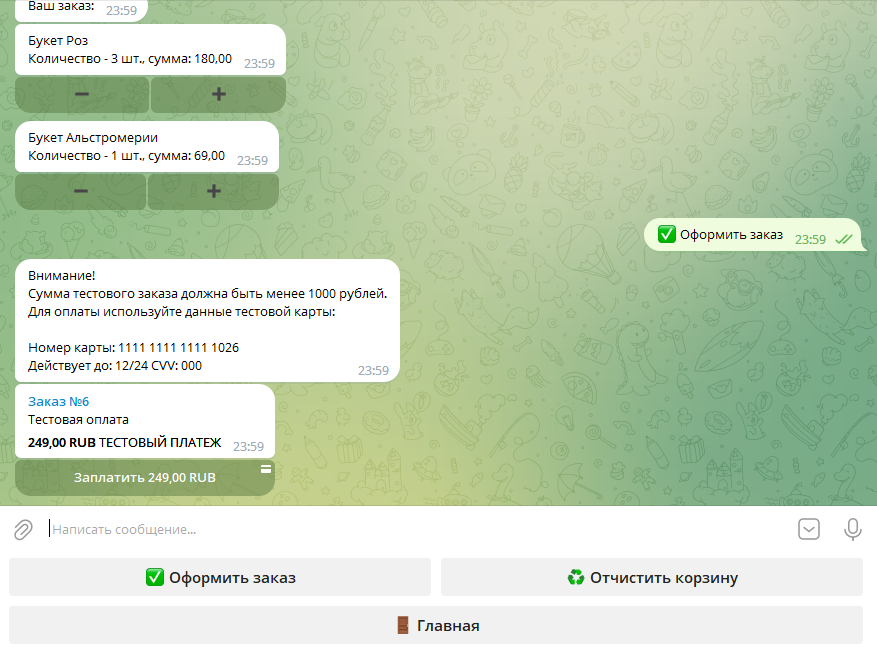 Ваш заказ:
23:59
Букет Роз
Количество - 3 шт., сумма: 180,00
23:59
Букет Альстромерии
Количество - 1 шт., сумма: 69,00
23:59
✅ Оформить заказ
23:59
Внимание!
Сумма тестового заказа должна быть менее 1000 рублей.
Для оплаты используйте данные тестовой карты:
Номер карты: 1111 1111 1111 1026
Действует до: 12/24 CVV: 000
23:59
Заказ №6
Тестовая оплата
249,00 RUB ТЕСТОВЫЙ ПЛАТЕЖ
23:59
Заплатить 249,00 RUB
Написать сообщение...
✅ Оформить заказ
♻ Отчистить корзину
🚪 Главная